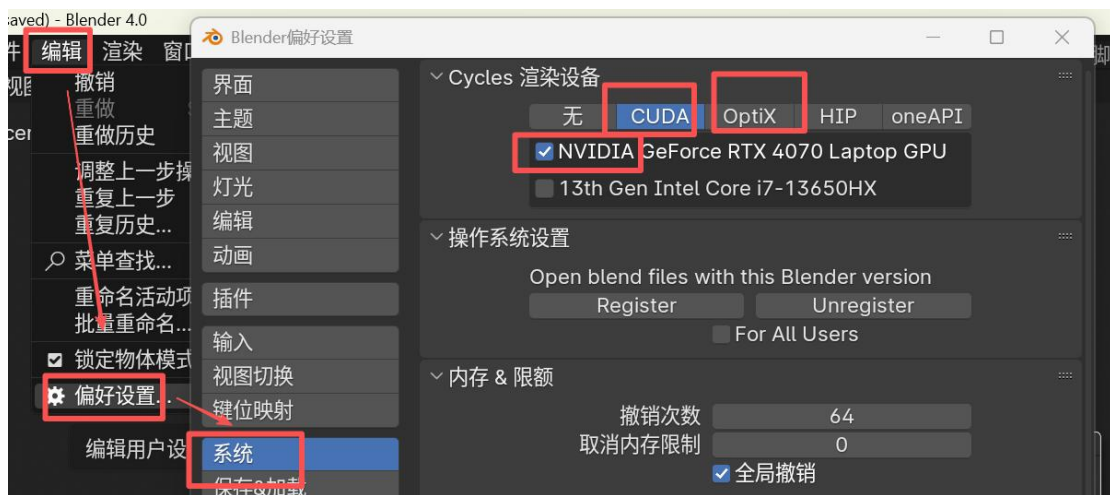 aved) - Blender 4.0
编辑 渲染 窗口
撤销
重做
重做历史
调整上一步操
重复上一步
重复历史...
菜单查找...
重命名活动项
批量重命名...
锁定物体模式
偏好设置...
编辑用户设
Blender偏好设置
界面
主题
视图
灯光
编辑
动画
插件
输入
视图切换
键位映射
系统
保存&加载
Cycles 渲染设备
无 CUDA OptiX HIP oneAPI
NVIDIA GeForce RTX 4070 Laptop GPU
13th Gen Intel Core i7-13650HX
操作系统设置
Open blend files with this Blender version
Register Unregister
For All Users
内存 & 限额
撤销次数 64
取消内存限制 0
全局撤销